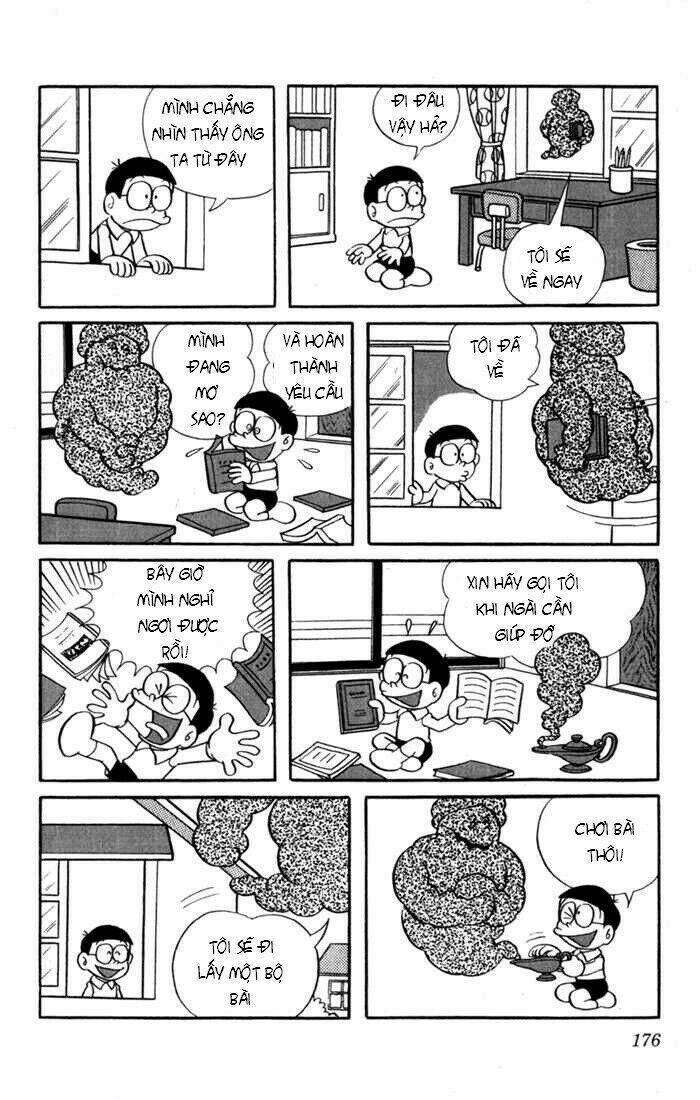 ĐI ĐÂU
VẬY HẢ?
TÔI SẼ
VỀ NGAY
MÌNH CHẲNG
NHÌN THẤY ÔNG
TA TỪ ĐÂY
TÔI ĐÃ
VỀ
VÀ HOÀN
THÀNH
YÊU CẦU
MÌNH
ĐANG
MƠ
SAO?
XIN HÃY GỌI TÔI
KHI NGÀI CẦN
GIÚP ĐỠ
BÂY GIỜ
MÌNH NGHỈ
NGƠI ĐƯỢC
RỒI!
CHƠI BÀI
THÔI!
TÔI SẼ ĐI
LẤY MỘT BỘ
BÀI
176